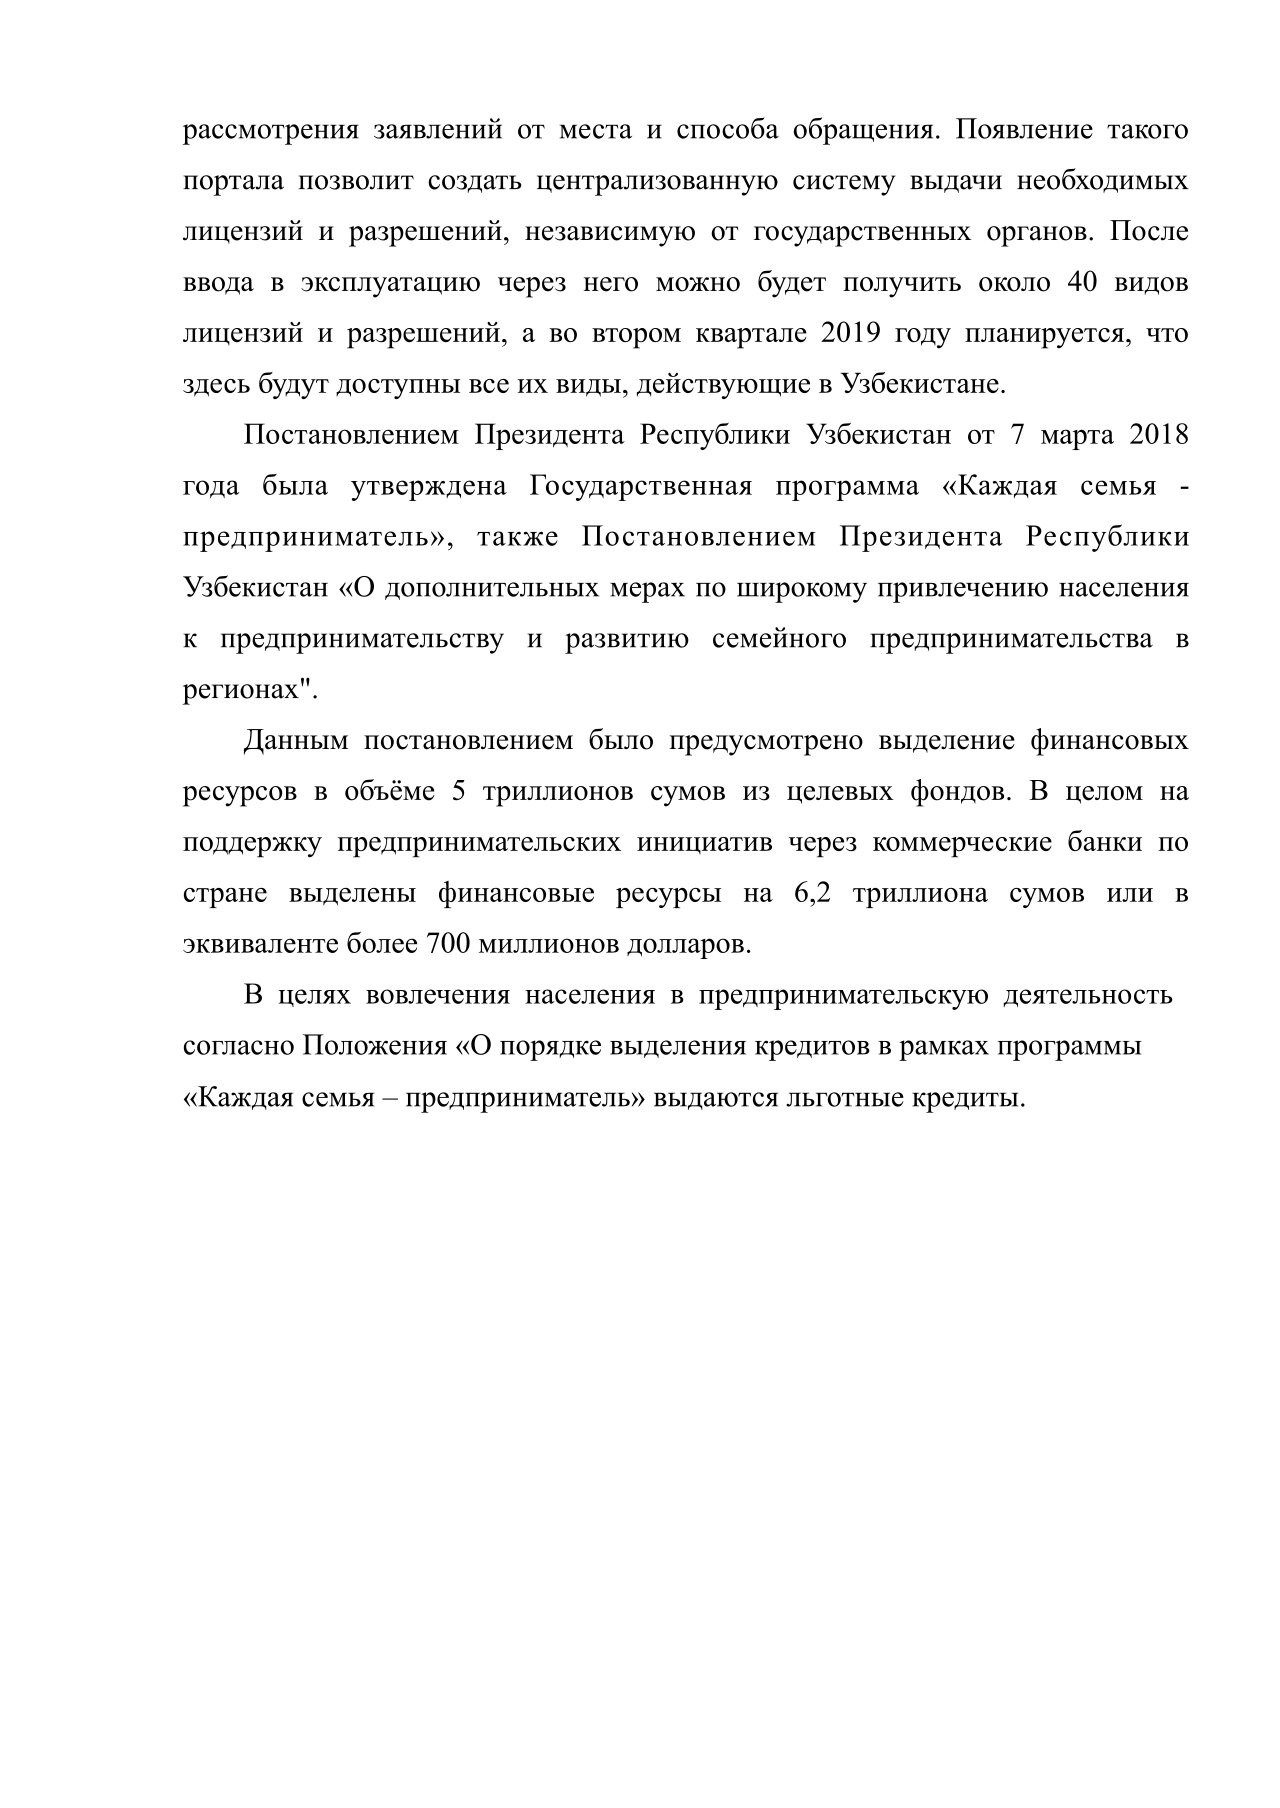 рассмотрения заявлений от места и способа обращения. Появление такого
портала позволит создать централизованную систему выдачи необходимых
лицензий и разрешений, независимую от государственных органов. После
ввода в эксплуатацию через него можно будет получить около 40 видов
лицензий и разрешений, а во втором квартале 2019 году планируется, что
здесь будут доступны все их виды, действующие в Узбекистане.
Постановлением Президента Республики Узбекистан от 7 марта 2018
года была утверждена Государственная программа «Каждая семья -
предприниматель», также Постановлением Президента Республики
Узбекистан «О дополнительных мерах по широкому привлечению населения
к предпринимательству и развитию семейного предпринимательства в
регионах".
Данным постановлением было предусмотрено выделение финансовых
ресурсов в объёме 5 триллионов сумов из целевых фондов. В целом на
поддержку предпринимательских инициатив через коммерческие банки по
стране выделены финансовые ресурсы на 6,2 триллиона сумов или в
эквиваленте более 700 миллионов долларов.
В целях вовлечения населения в предпринимательскую деятельность
согласно Положения «О порядке выделения кредитов в рамках программы
«Каждая семья – предприниматель» выдаются льготные кредиты.